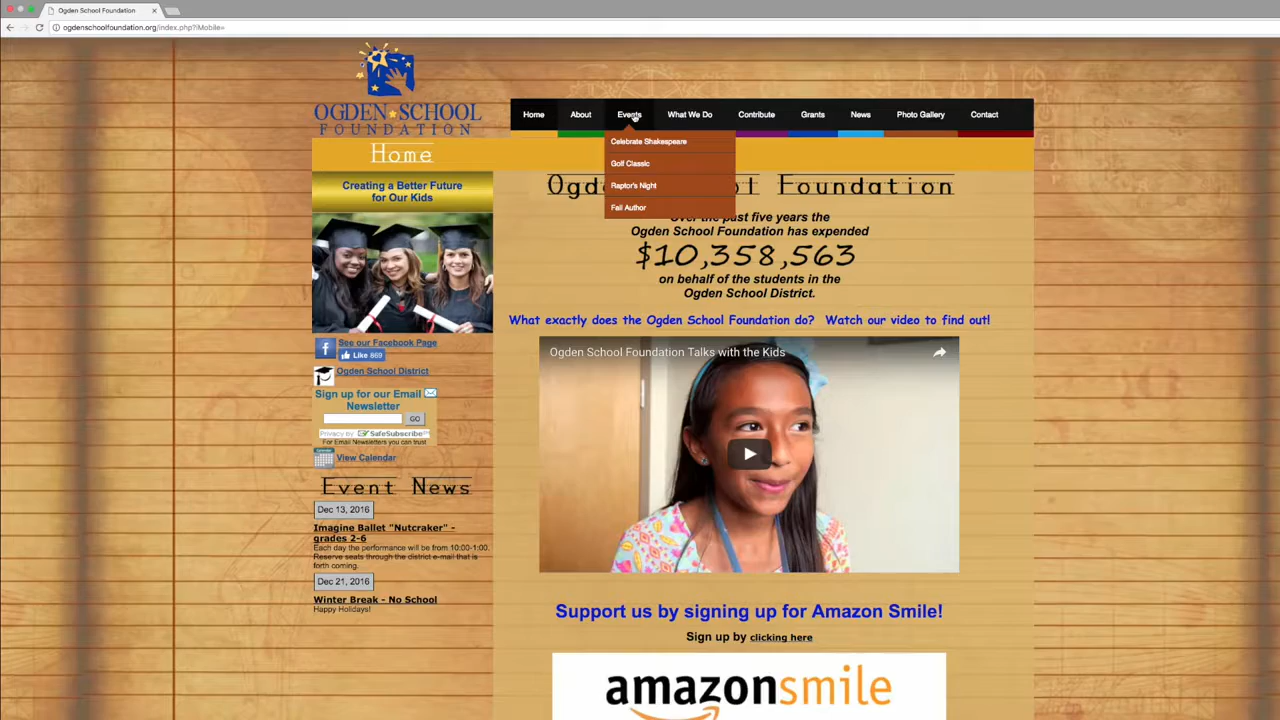 Ogden School Foundation
ogdenschoolfoundation.org/index.php?iMobile=
OGDEN SCHOOL
FOUNDATION
Home
About
Events
What We Do
Contribute
Grants
News
Photo Gallery
Contact
Celebrate Shakespeare
Golf Classic
Raptor's Night
Fall Author
Home
Creating a Better Future
for Our Kids
See our Facebook Page
Like 869
Ogden School District
Sign up for our Email
Newsletter
GO
Privacy by SafeSubscribe
For Email Newsletters you can trust
View Calendar
Event News
Dec 13, 2016
Imagine Ballet "Nutcraker" -
grades 2-6
Each day the performance will be from 10:00-1:00.
Reserve seats through the district e-mail that is
forth coming.
Dec 21, 2016
Winter Break - No School
Happy Holidays!
Foundation
Over the past five years the
Ogden School Foundation has expended
$10,358,563
on behalf of the students in the
Ogden School District.
What exactly does the Ogden School Foundation do? Watch our video to find out!
Ogden School Foundation Talks with the Kids
Support us by signing up for Amazon Smile!
Sign up by clicking here
amazonsmile